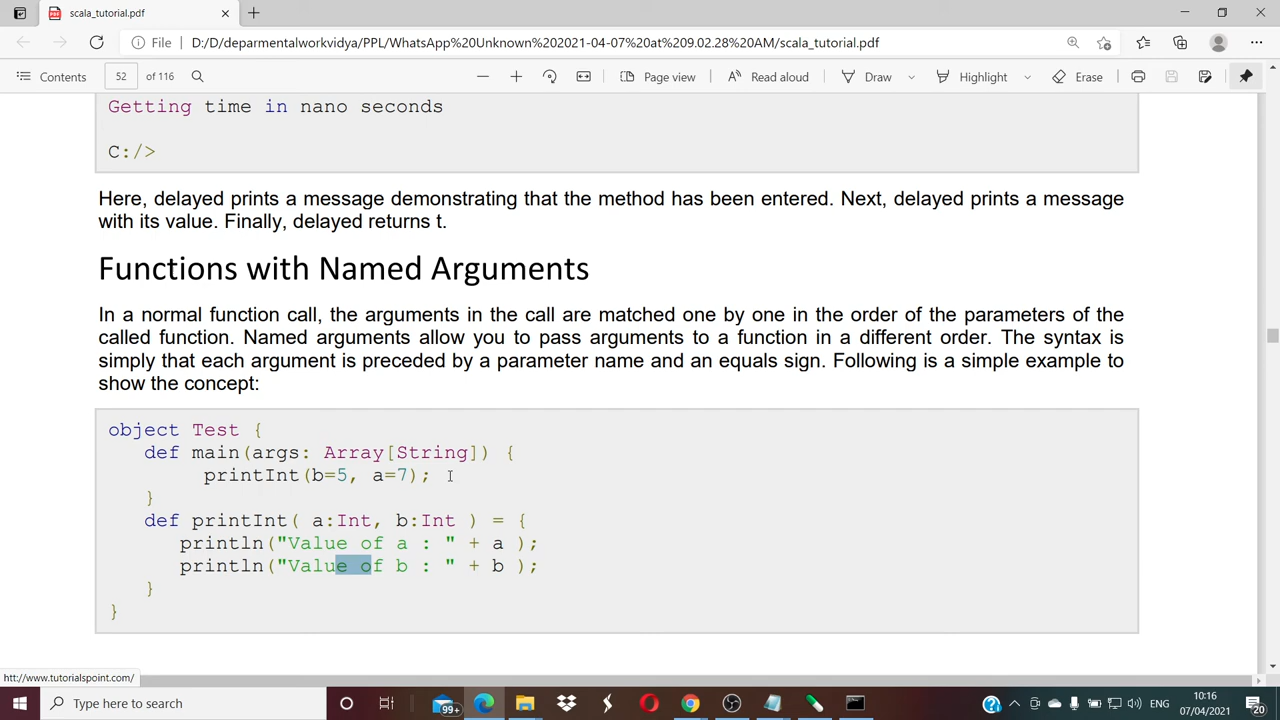 scala_tutorial.pdf
File D:/D/deparmentalworkvidya/PPL/WhatsApp%20Unknown%202021-04-07%20at%209.02.28%20AM/scala_tutorial.pdf
Contents 52 of 116 Page view Read aloud Draw Highlight Erase
Getting time in nano seconds
C:/>
Here, delayed prints a message demonstrating that the method has been entered. Next, delayed prints a message
with its value. Finally, delayed returns t.
Functions with Named Arguments
In a normal function call, the arguments in the call are matched one by one in the order of the parameters of the
called function. Named arguments allow you to pass arguments to a function in a different order. The syntax is
simply that each argument is preceded by a parameter name and an equals sign. Following is a simple example to
show the concept:
object Test {
def main(args: Array[String]) {
printInt(b=5, a=7);
}
def printInt( a:Int, b:Int ) = {
println("Value of a : " + a );
println("Value of b : " + b );
}
}
htt://www.tutorialspoint.com/
Type here to search
99+
ENG
10:16
07/04/2021
20